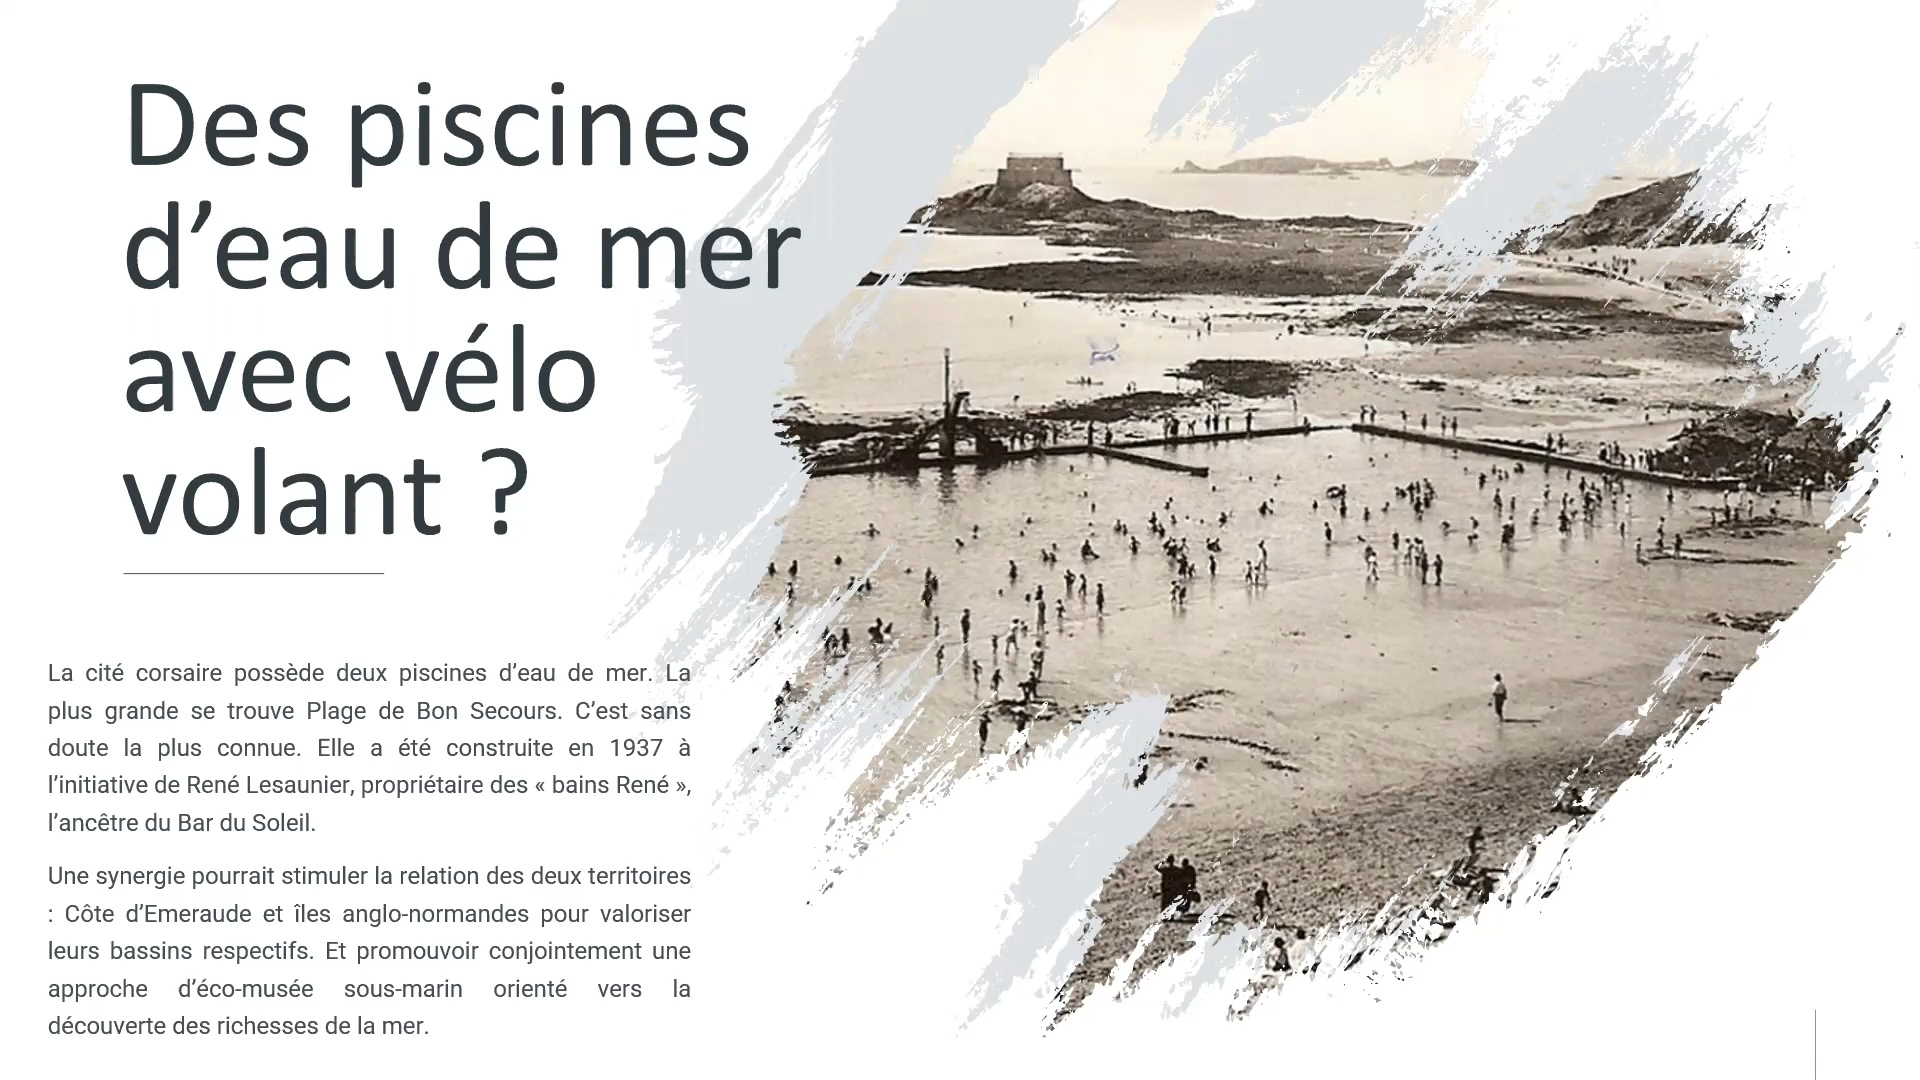 Des piscines
d’eau de mer
avec vélo
volant ?
La cité corsaire possède deux piscines d’eau de mer. La
plus grande se trouve Plage de Bon Secours. C’est sans
doute la plus connue. Elle a été construite en 1937 à
l’initiative de René Lesaunier, propriétaire des « bains René »,
l’ancêtre du Bar du Soleil.
Une synergie pourrait stimuler la relation des deux territoires
: Côte d’Emeraude et îles anglo-normandes pour valoriser
leurs bassins respectifs. Et promouvoir conjointement une
approche d’éco-musée sous-marin orienté vers la
découverte des richesses de la mer.